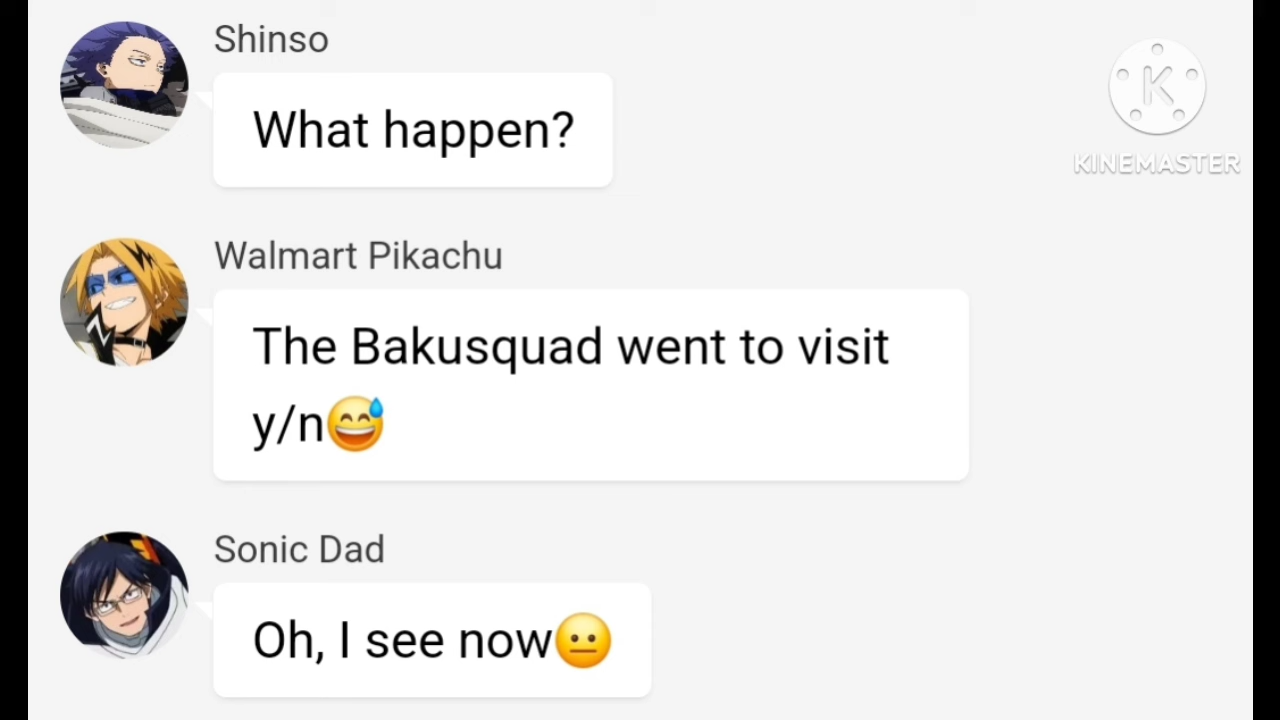 Shinso
What happen?
K
KINEMASTER
Walmart Pikachu
The Bakusquad went to visit
y/n😅
Sonic Dad
Oh, I see now😐